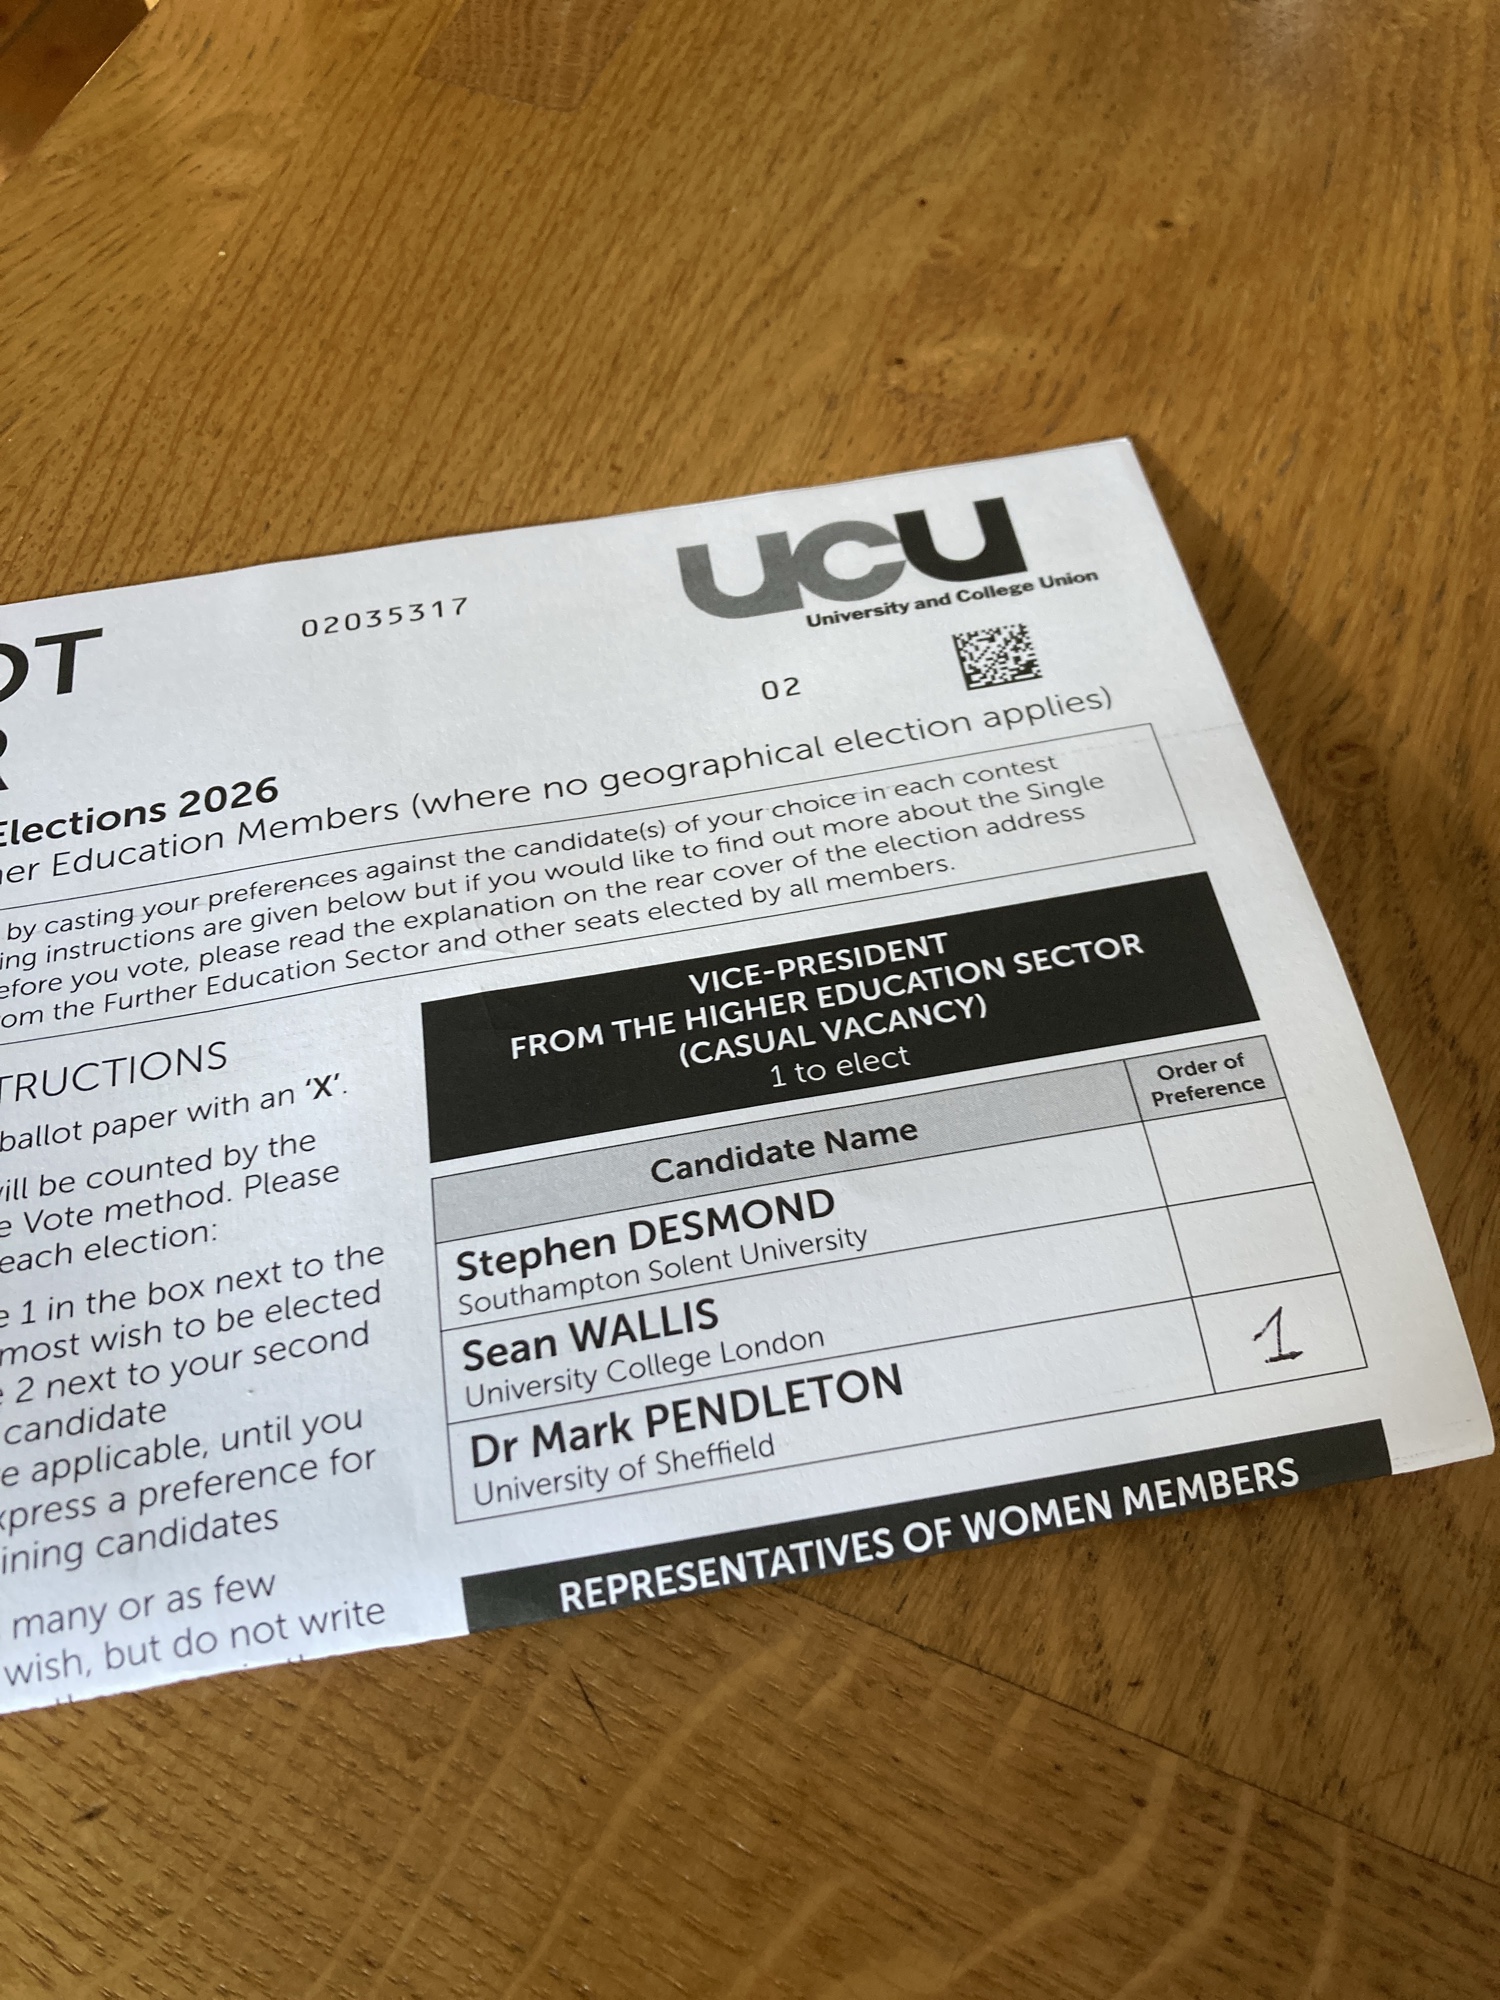 ucu
University and College Union
02035317
02
OT
R
Elections 2026
her Education Members (where no geographical election applies)
by casting your preferences against the candidate(s) of your choice in each contest
ing instructions are given below but if you would like to find out more about the Single
efore you vote, please read the explanation on the rear cover of the election address
om the Further Education Sector and other seats elected by all members.
TRUCTIONS
ballot paper with an ‘X’.
will be counted by the
e Vote method. Please
each election:
e 1 in the box next to the
most wish to be elected
e 2 next to your second
candidate
e applicable, until you
xpress a preference for
ining candidates
many or as few
wish, but do not write
VICE-PRESIDENT
FROM THE HIGHER EDUCATION SECTOR
(CASUAL VACANCY)
1 to elect
Candidate Name
Order of
Preference
Stephen DESMOND
Southampton Solent University
Sean WALLIS
University College London
Dr Mark PENDLETON
University of Sheffield
1
REPRESENTATIVES OF WOMEN MEMBERS